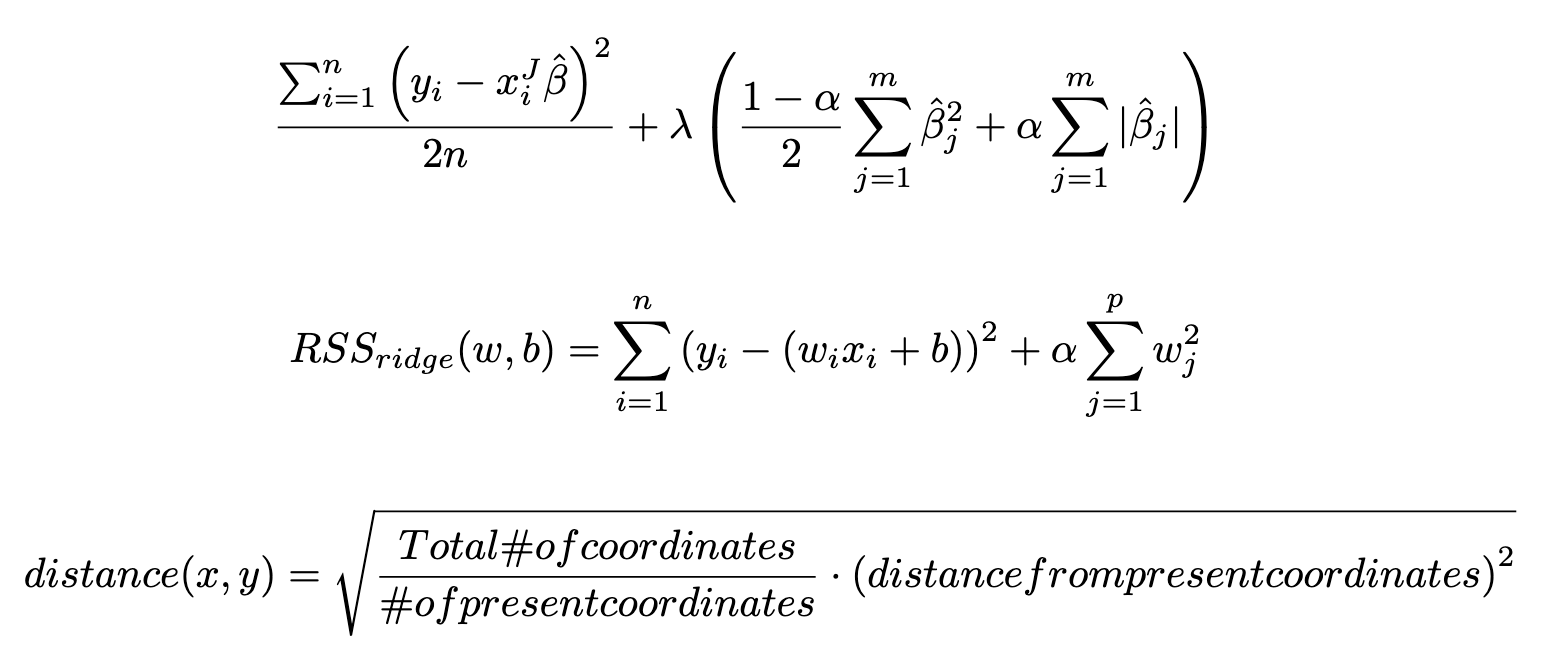 \frac{\sum_{i=1}^{n} \left( y_i - x_i^J \hat{\beta} \right)^2}{2n} + \lambda \left( \frac{1 - \alpha}{2} \sum_{j=1}^{m} \hat{\beta}_j^2 + \alpha \sum_{j=1}^{m} |\hat{\beta}_j| \right)
RSS_{ridge}(w, b) = \sum_{i=1}^{n} (y_i - (w_i x_i + b))^2 + \alpha \sum_{j=1}^{p} w_j^2
distance(x, y) = \sqrt{\frac{Total\#ofcoordinates}{\#ofpresentcoordinates} \cdot (distancefrompresentcoordinates)^2}